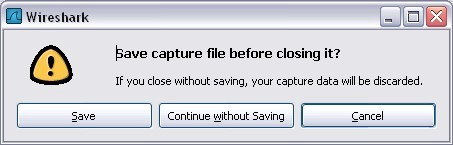 Wireshark
Save capture file before closing it?
If you close without saving, your capture data will be discarded.
Save
Continue without Saving
Cancel